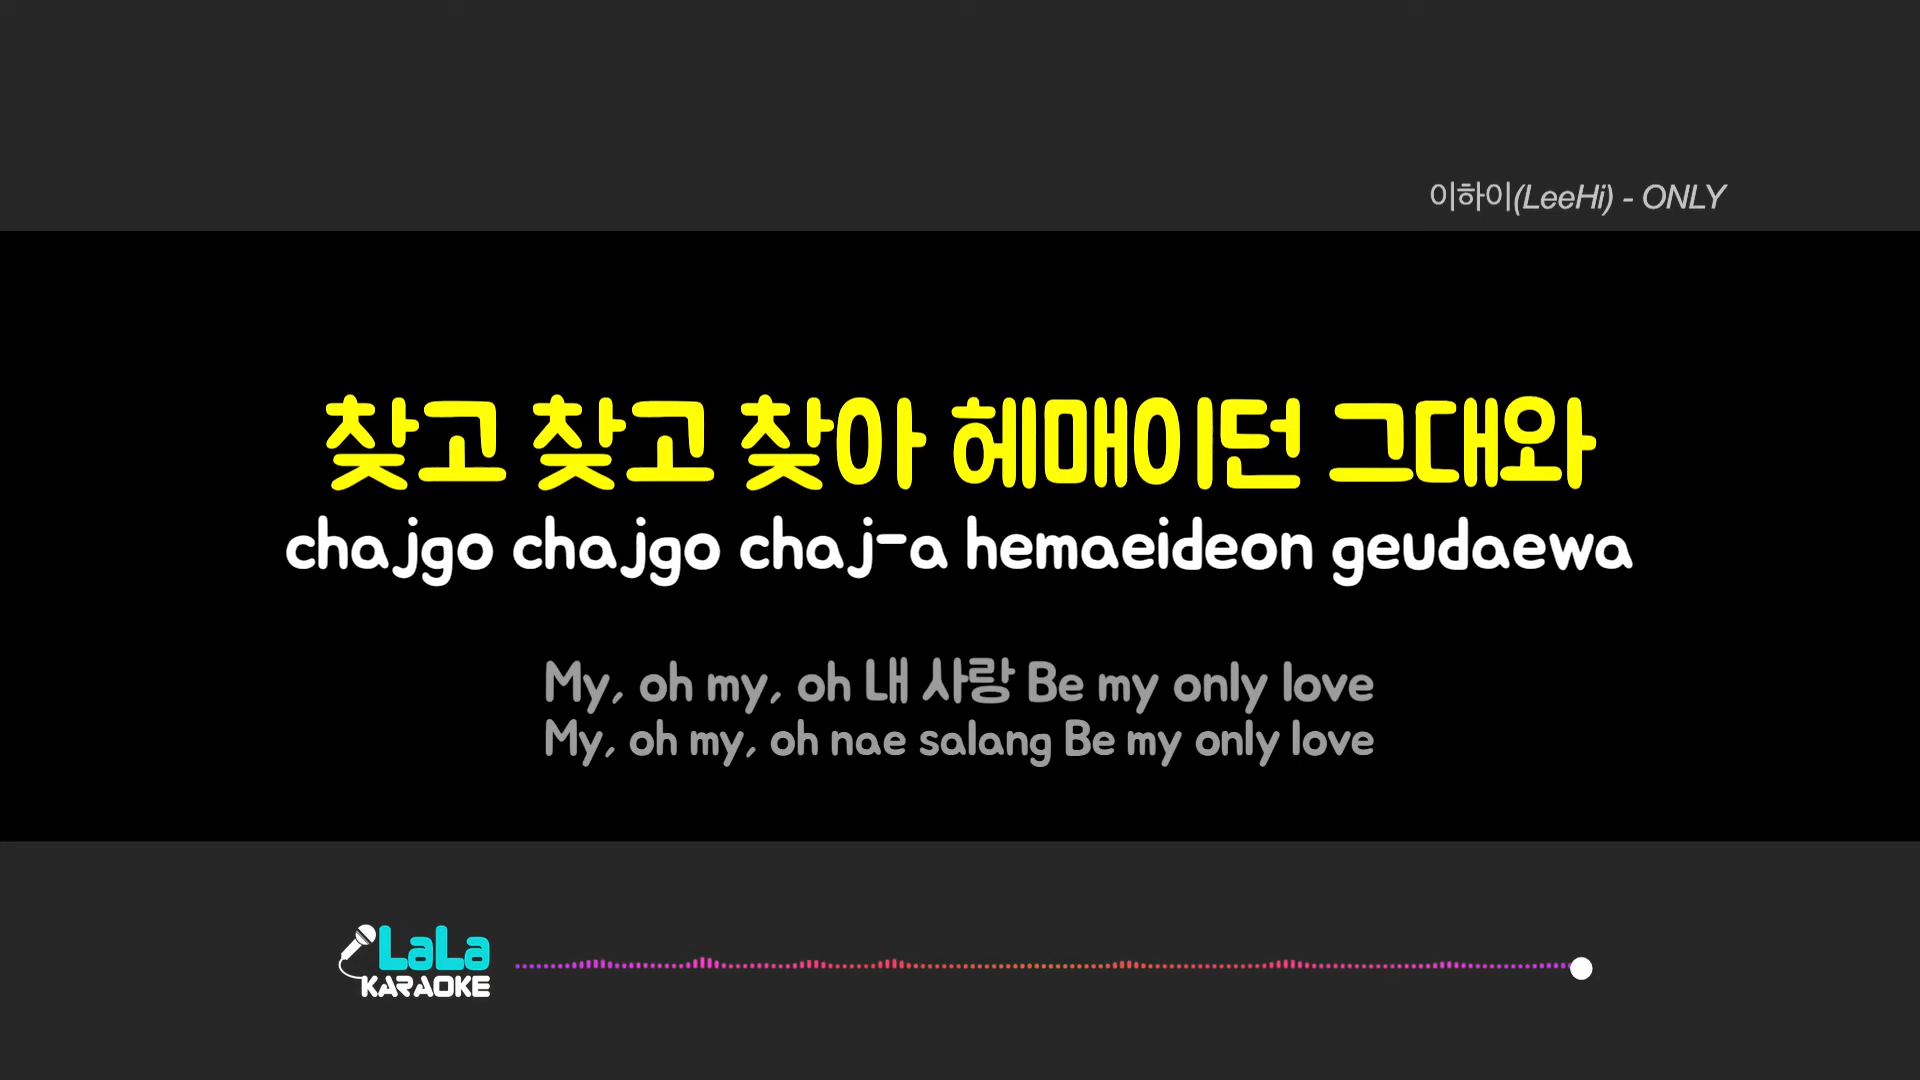 이하이(LeeHi) - ONLY
찾고 찾고 찾아 헤매이던 그대와
chajgo chajgo chaj-a hemaeideon geudaewa
My, oh my, oh 내 사랑 Be my only love
My, oh my, oh nae salang Be my only love
LaLa
KARAOKE